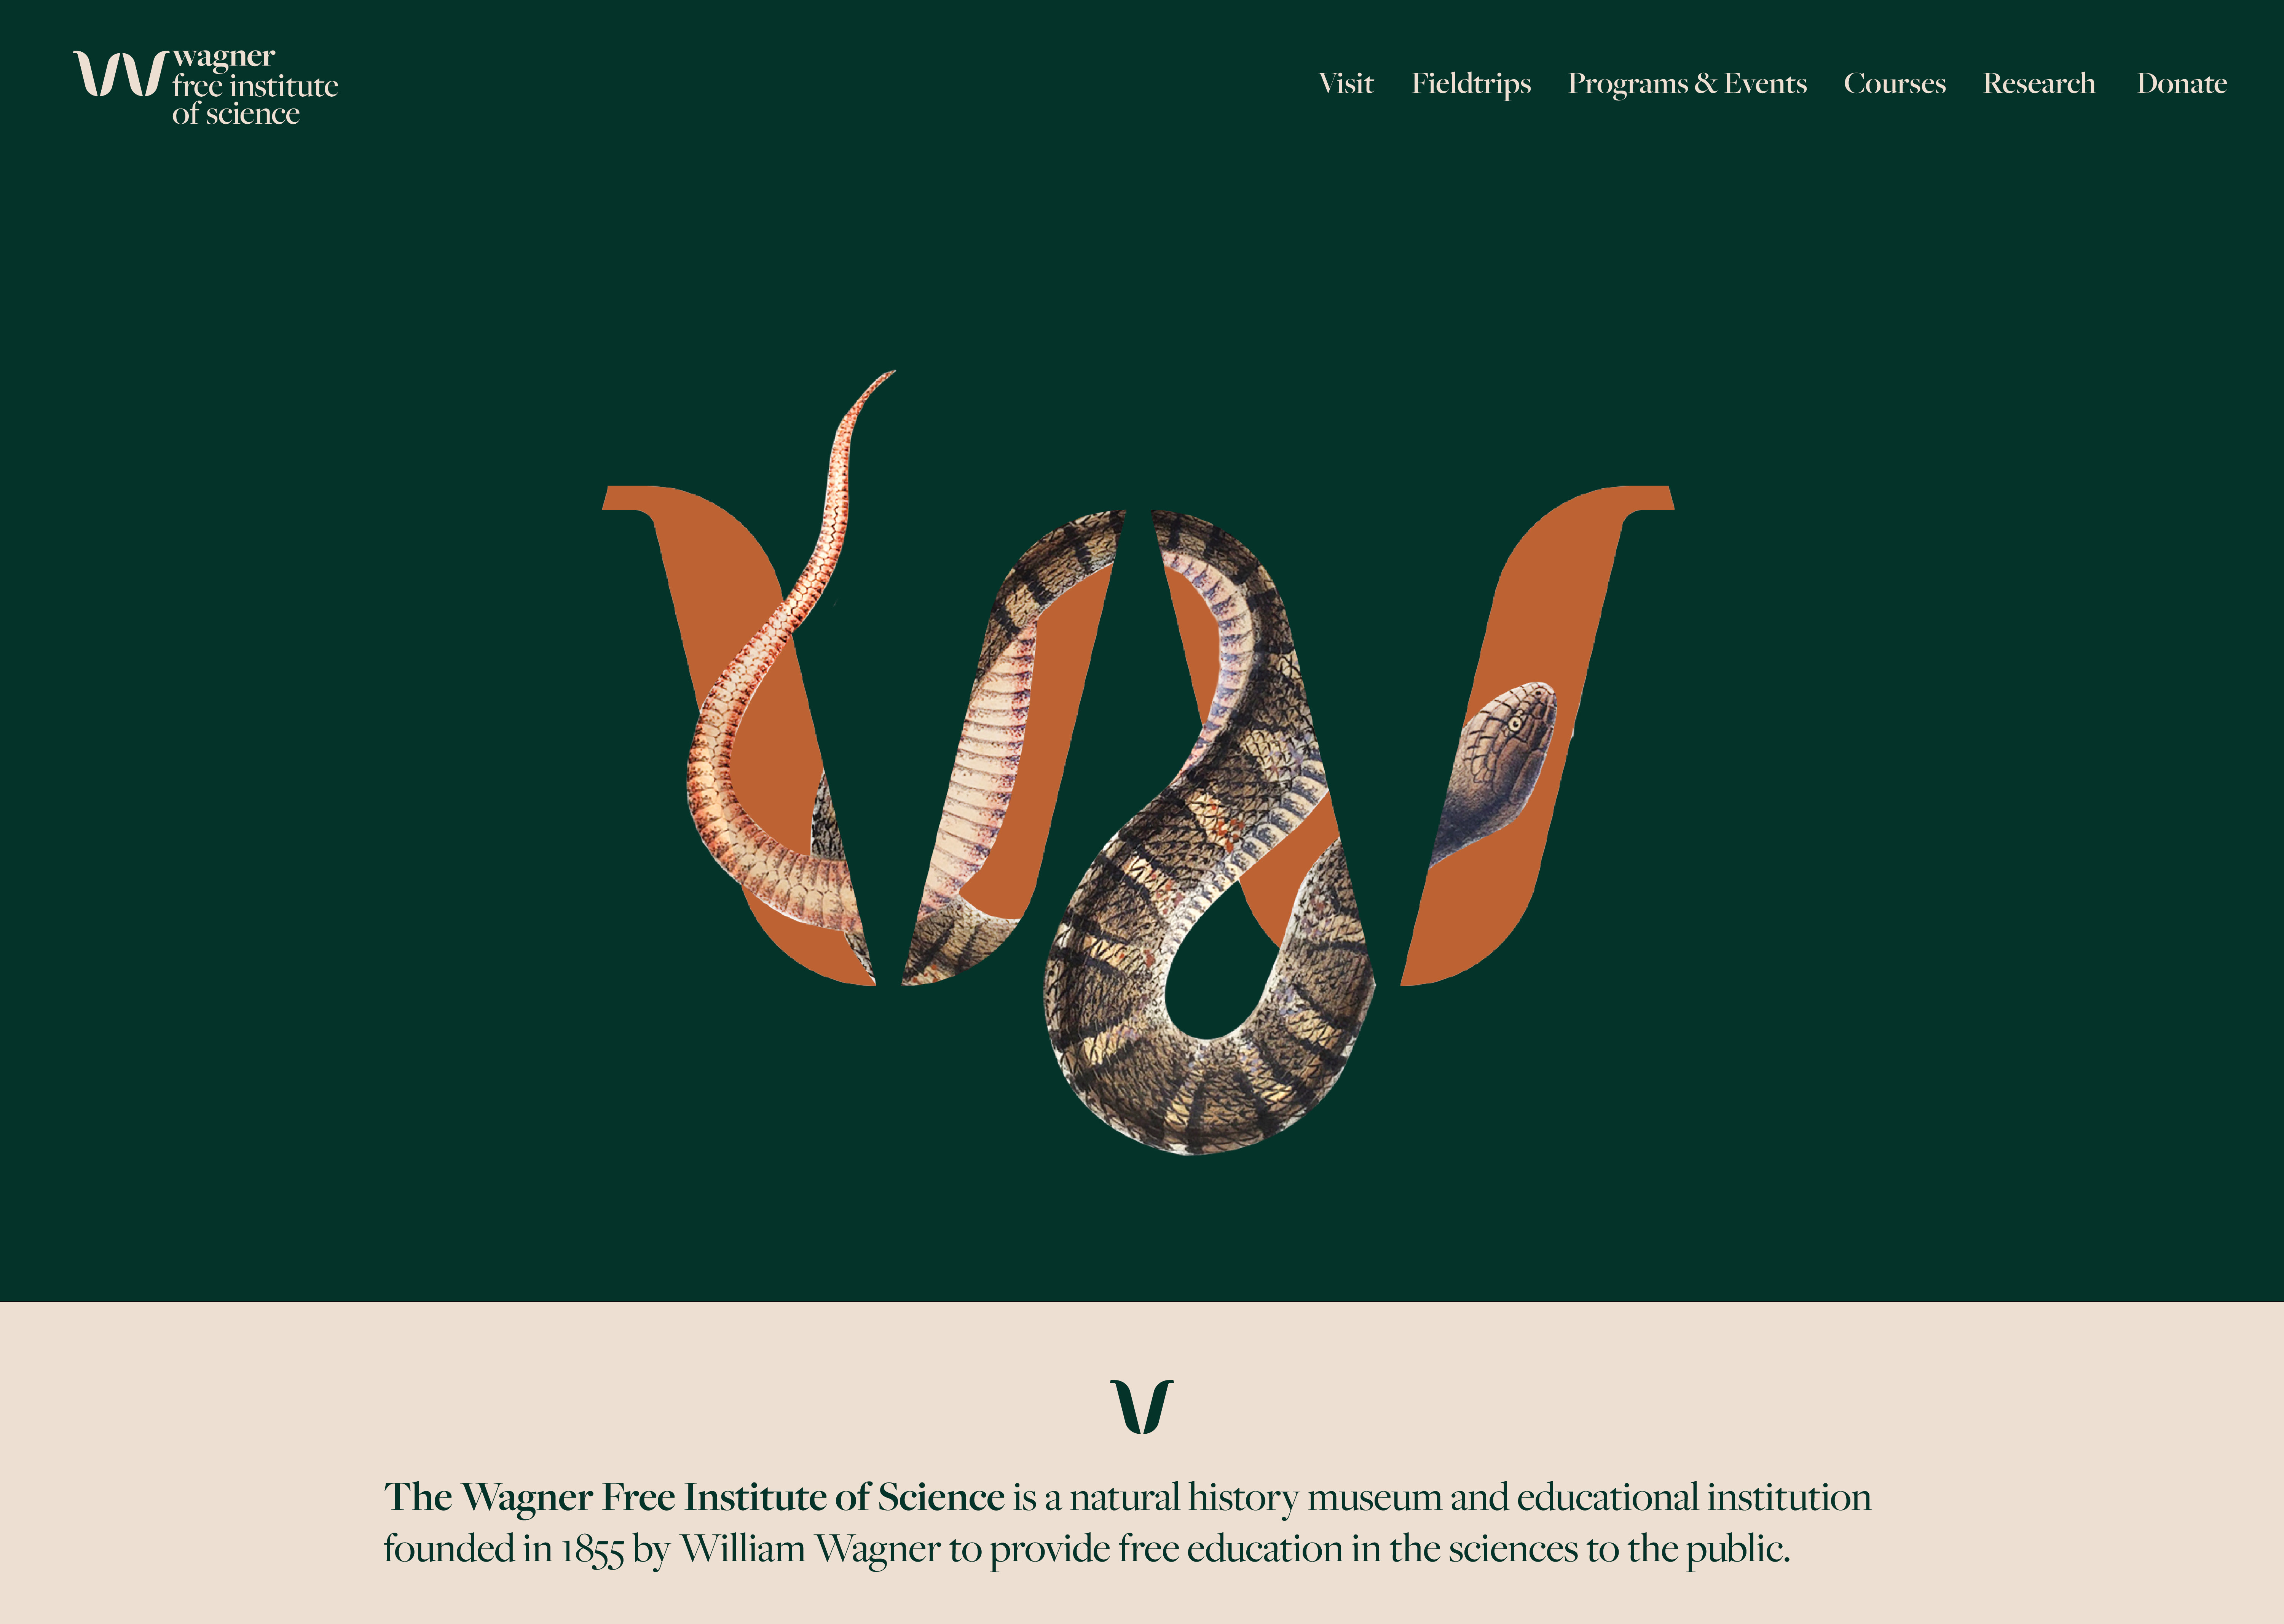 wagner
free institute
of science
Visit Fieldtrips Programs & Events Courses Research Donate
W
The Wagner Free Institute of Science is a natural history museum and educational institution
founded in 1855 by William Wagner to provide free education in the sciences to the public.